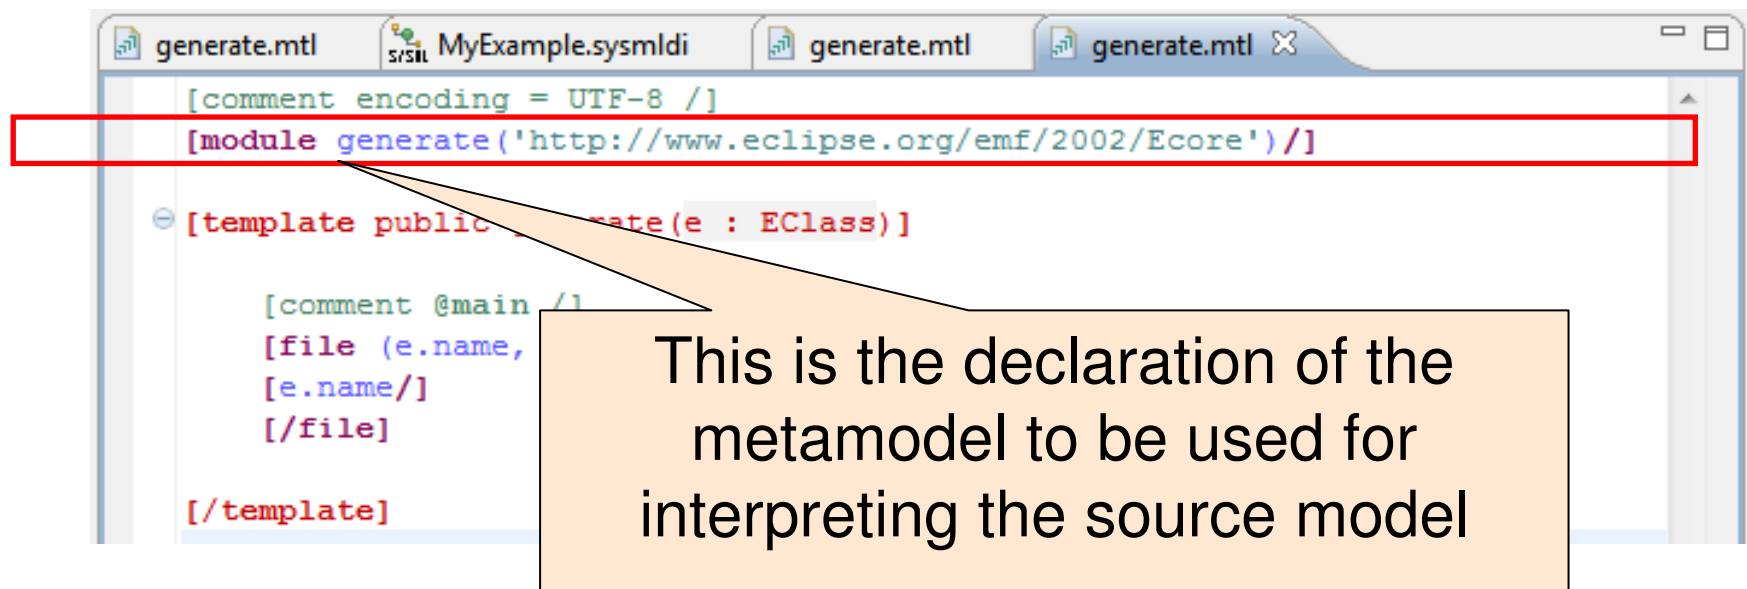 generate.mtl MyExample.sysmldi generate.mtl generate.mtl
[comment encoding = UTF-8 /]
[module generate('http://www.eclipse.org/emf/2002/Ecore')/]
[template public rate(e : EClass)]
[comment @main /]
[file (e.name,
[e.name/]
[/file]
[/template]
This is the declaration of the
metamodel to be used for
interpreting the source model